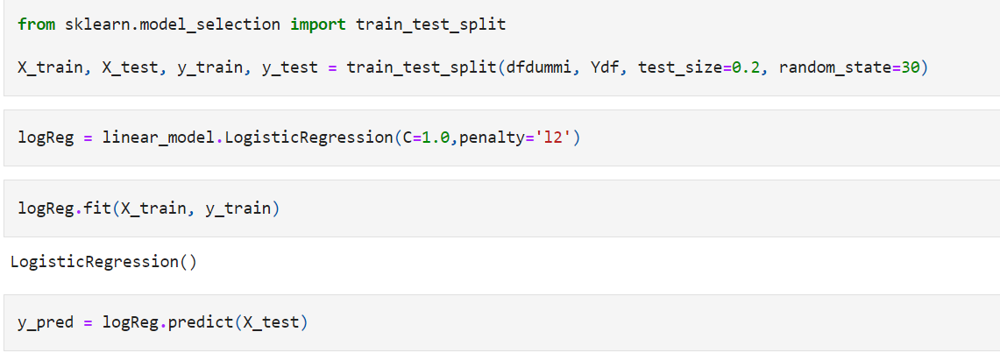 from sklearn.model_selection import train_test_split
X_train, X_test, y_train, y_test = train_test_split(dfdummi, Ydf, test_size=0.2, random_state=30)
logReg = linear_model.LogisticRegression(C=1.0,penalty='l2')
logReg.fit(X_train, y_train)
LogisticRegression()
y_pred = logReg.predict(X_test)